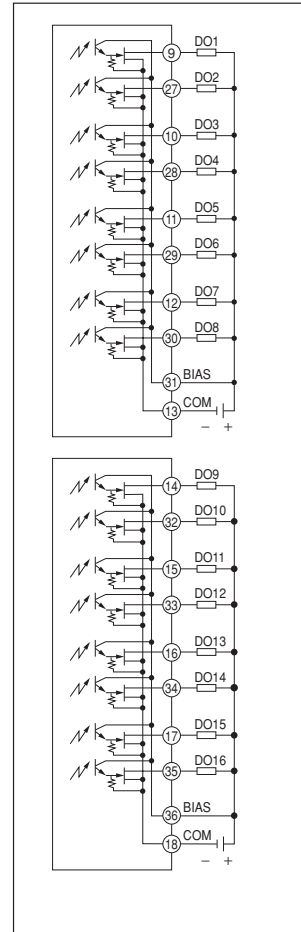 9 DO1
27 DO2
10 DO3
28 DO4
11 DO5
29 DO6
12 DO7
30 DO8
31 BIAS
13 COM
− +
14 DO9
32 DO10
15 DO11
33 DO12
16 DO13
34 DO14
17 DO15
35 DO16
36 BIAS
18 COM
− +